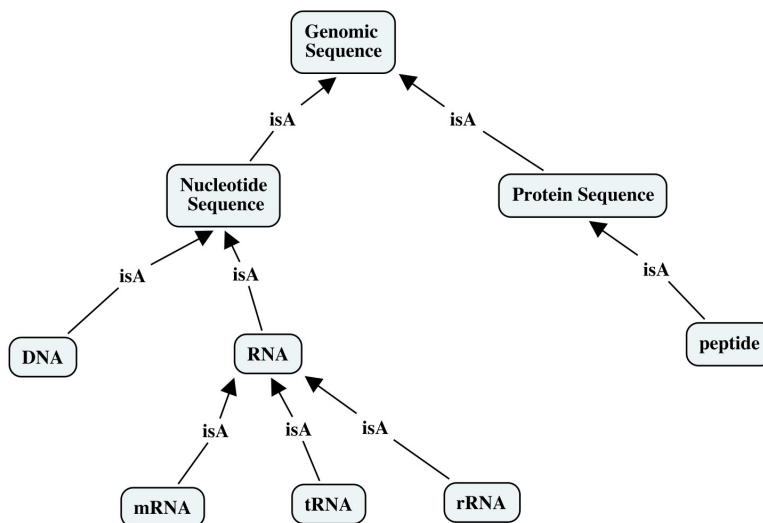 Genomic
Sequence
isA
isA
Nucleotide
Sequence
Protein Sequence
isA
isA
isA
DNA
RNA
peptide
isA
isA
isA
mRNA
tRNA
rRNA